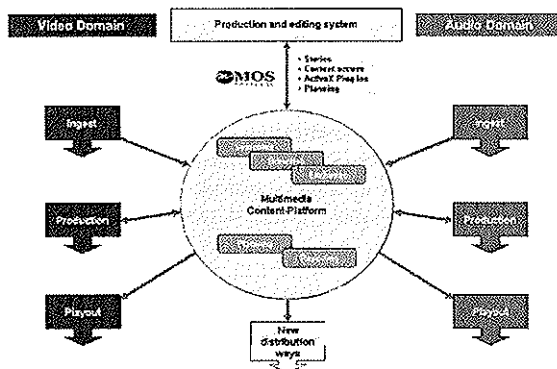 Video Domain
Production and editing system
Audio Domain
MOS
• Stories
• Content access
• ActiveX Plug-Ins
• Planning
Ingest
Ingest
Multimedia
Content-Platform
Production
Production
Playout
Playout
New
distribution
ways